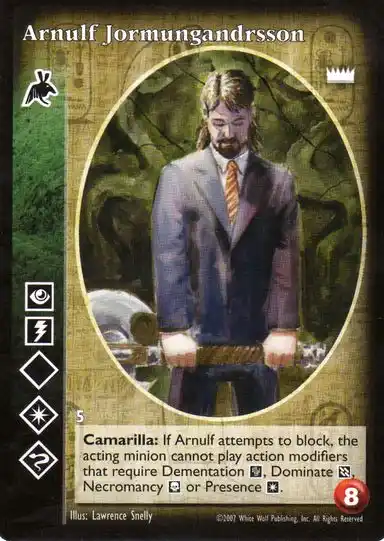 Arnulf Jormungandrsson
5
Camarilla: If Arnulf attempts to block, the
acting minion cannot play action modifiers
that require Dementation , Dominate ,
Necromancy or Presence .
8
Illus: Lawrence Snelly
©2007 White Wolf Publishing, Inc. All Rights Reserved